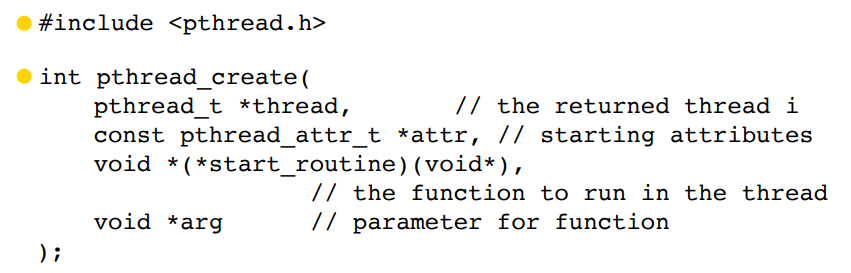 #include <pthread.h>
int pthread_create(
pthread_t *thread, // the returned thread i
const pthread_attr_t *attr, // starting attributes
void *(*start_routine)(void*),
// the function to run in the thread
void *arg // parameter for function
);